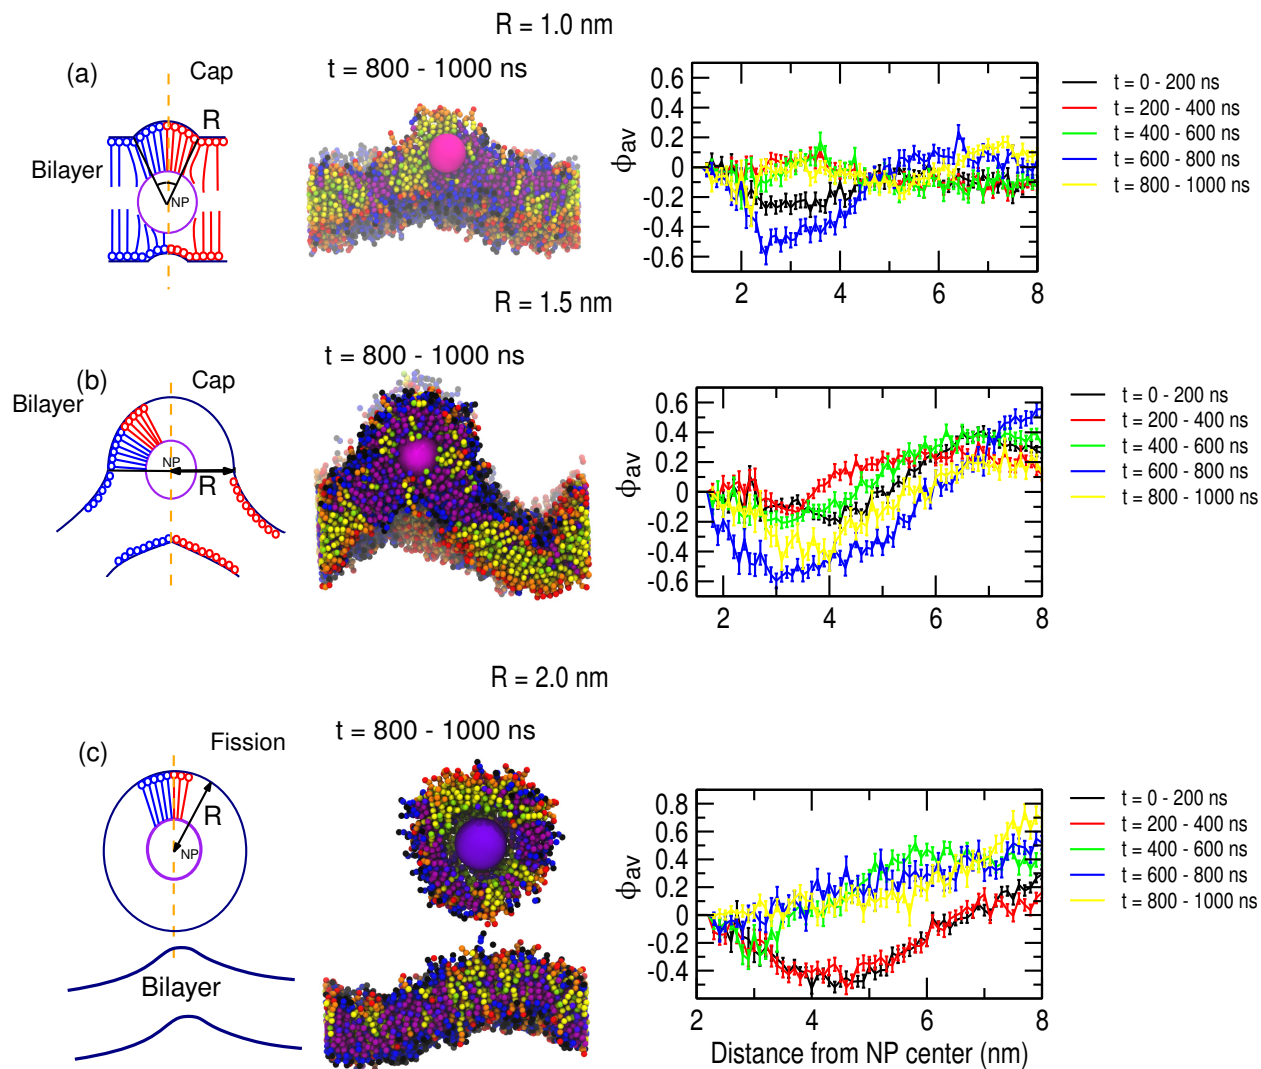 R = 1.0 nm
(a)
Cap
t = 800 - 1000 ns
R
Bilayer
NP
0.6
0.4
0.2
0
-0.2
-0.4
-0.6
ϕav
2
4
6
8
t = 0 - 200 ns
t = 200 - 400 ns
t = 400 - 600 ns
t = 600 - 800 ns
t = 800 - 1000 ns
R = 1.5 nm
(b)
Cap
t = 800 - 1000 ns
Bilayer
NP
R
0.6
0.4
0.2
0
-0.2
-0.4
-0.6
ϕav
2
4
6
8
t = 0 - 200 ns
t = 200 - 400 ns
t = 400 - 600 ns
t = 600 - 800 ns
t = 800 - 1000 ns
R = 2.0 nm
(c)
Fission
t = 800 - 1000 ns
R
NP
Bilayer
0.8
0.6
0.4
0.2
0
-0.2
-0.4
ϕav
2
4
6
8
Distance from NP center (nm)
t = 0 - 200 ns
t = 200 - 400 ns
t = 400 - 600 ns
t = 600 - 800 ns
t = 800 - 1000 ns